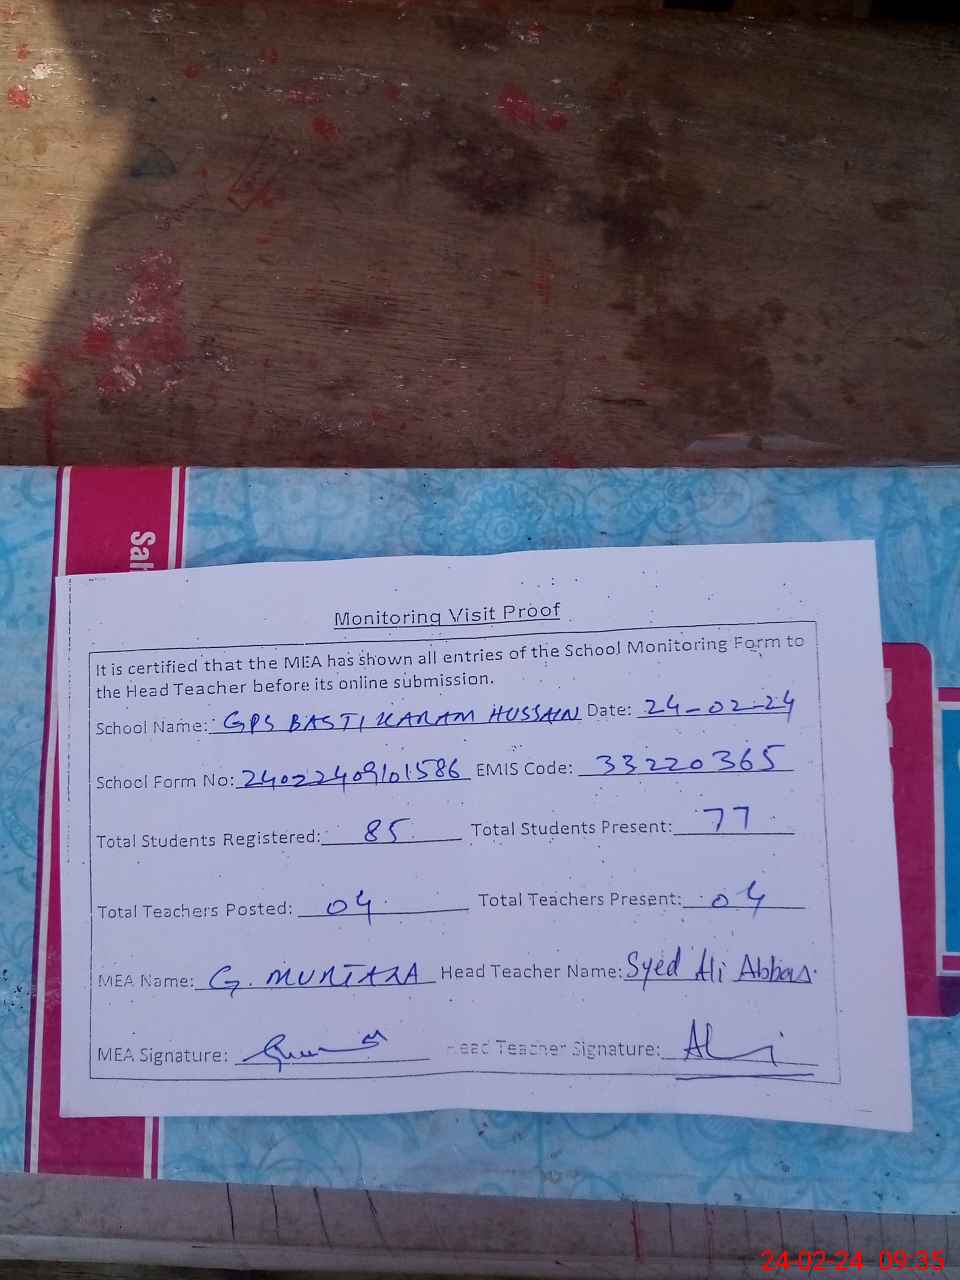 Sal
Monitoring Visit Proof
It is certified that the MEA has shown all entries of the School Monitoring Form to
the Head Teacher before its online submission.
School Name: GPS BASTI KARAM HUSSAIN Date: 24-02-24
School Form No: 24022409101586 EMIS Code: 33220365
Total Students Registered: 85 Total Students Present: 77
Total Teachers Posted: 04 Total Teachers Present: 04
MEA Name: G. MURTAZA Head Teacher Name: Syed Ali Abbas.
MEA Signature: Head Teacher Signature: Ali
24-02-24 09:35